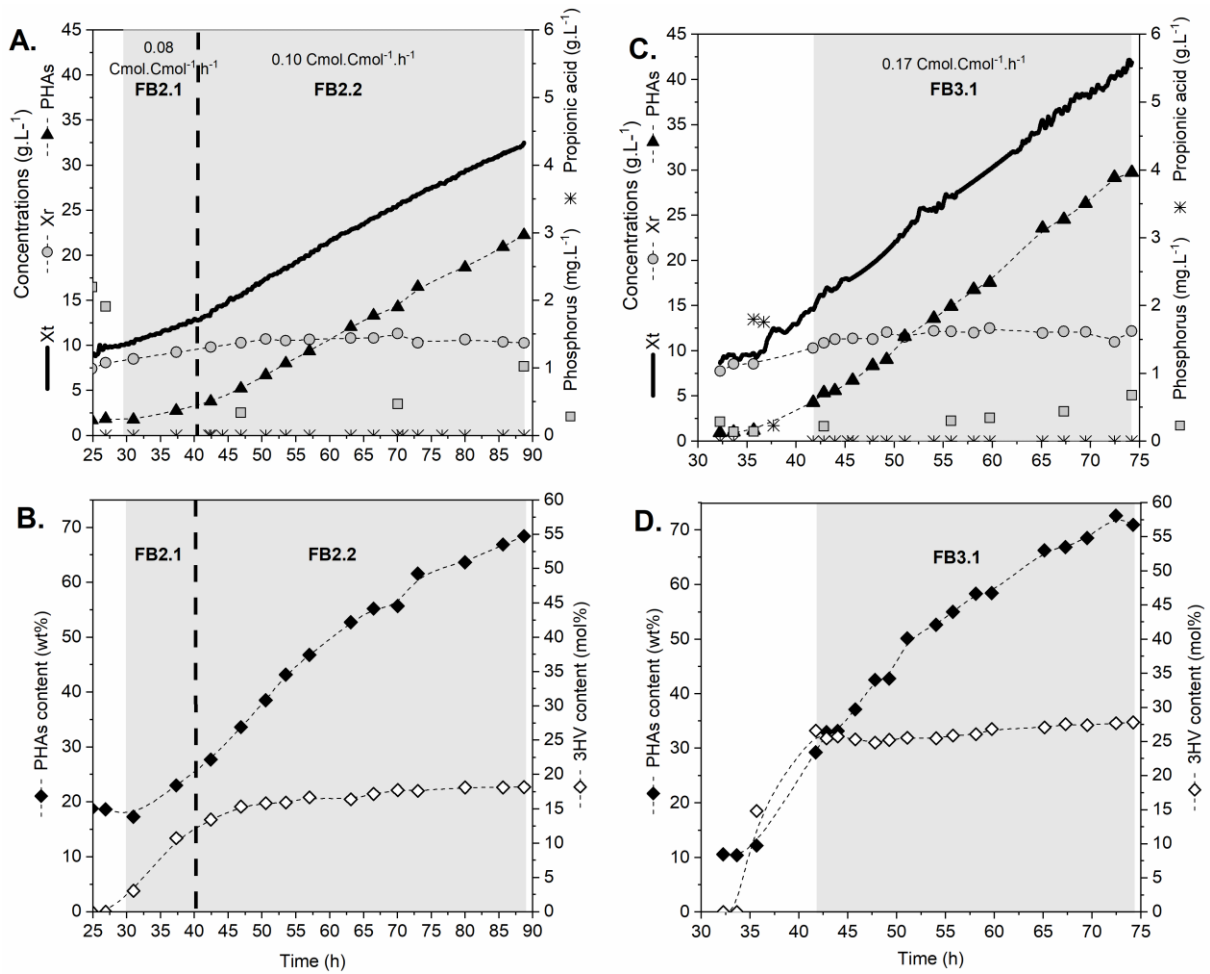 A.
0.08
Cmol.Cmol⁻¹.h⁻¹
FB2.1
0.10 Cmol.Cmol⁻¹.h⁻¹
FB2.2
45
40
35
30
25
20
15
10
5
0
Concentrations (g.L-¹)
Xt
Xr
PHAs
6
5
4
3
2
1
0
Propionic acid (g.L⁻¹)
Phosphorus (mg.L⁻¹)
25 30 35 40 45 50 55 60 65 70 75 80 85 90
C.
0.17 Cmol.Cmol⁻¹.h⁻¹
FB3.1
45
40
35
30
25
20
15
10
5
0
Concentrations (g.L-¹)
Xt
Xr
PHAs
6
5
4
3
2
1
0
Propionic acid (g.L⁻¹)
Phosphorus (mg.L⁻¹)
30 35 40 45 50 55 60 65 70 75
B.
FB2.1
FB2.2
70
60
50
40
30
20
10
0
PHAs content (wt%)
60
55
50
45
40
35
30
25
20
15
10
5
0
3HV content (mol%)
25 30 35 40 45 50 55 60 65 70 75 80 85 90
Time (h)
D.
FB3.1
70
60
50
40
30
20
10
0
PHAs content (wt%)
60
55
50
45
40
35
30
25
20
15
10
5
0
3HV content (mol%)
30 35 40 45 50 55 60 65 70 75
Time (h)